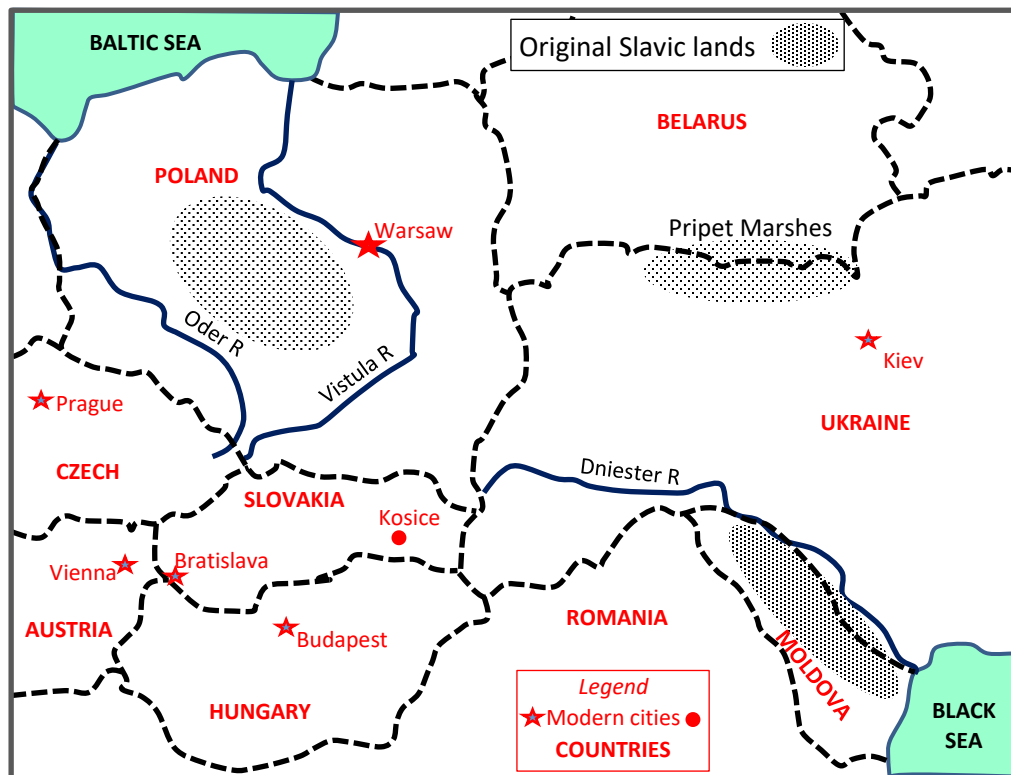 BALTIC SEA
Original Slavic lands
BELARUS
POLAND
Pripet Marshes
Warsaw
Oder R
Vistula R
Kiev
Prague
UKRAINE
CZECH
Dniester R
SLOVAKIA
Kosice
Vienna
Bratislava
AUSTRIA
ROMANIA
Budapest
MOLDOVA
Legend
Modern cities
COUNTRIES
HUNGARY
BLACK
SEA